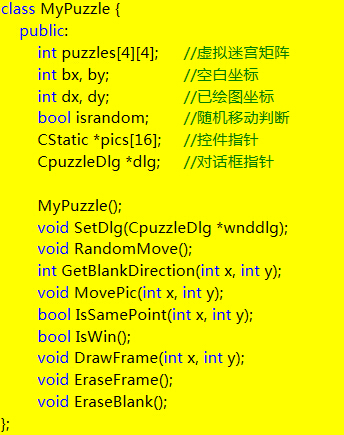 class MyPuzzle {
public:
int puzzles[4][4]; //虚拟迷宫矩阵
int bx, by; //空白坐标
int dx, dy; //已绘图坐标
bool israndom; //随机移动判断
CStatic *pics[16]; //控件指针
CpuzzleDlg *dlg; //对话框指针
MyPuzzle();
void SetDlg(CpuzzleDlg *wnddlg);
void RandomMove();
int GetBlankDirection(int x, int y);
void MovePic(int x, int y);
bool IsSamePoint(int x, int y);
bool IsWin();
void DrawFrame(int x, int y);
void EraseFrame();
void EraseBlank();
};